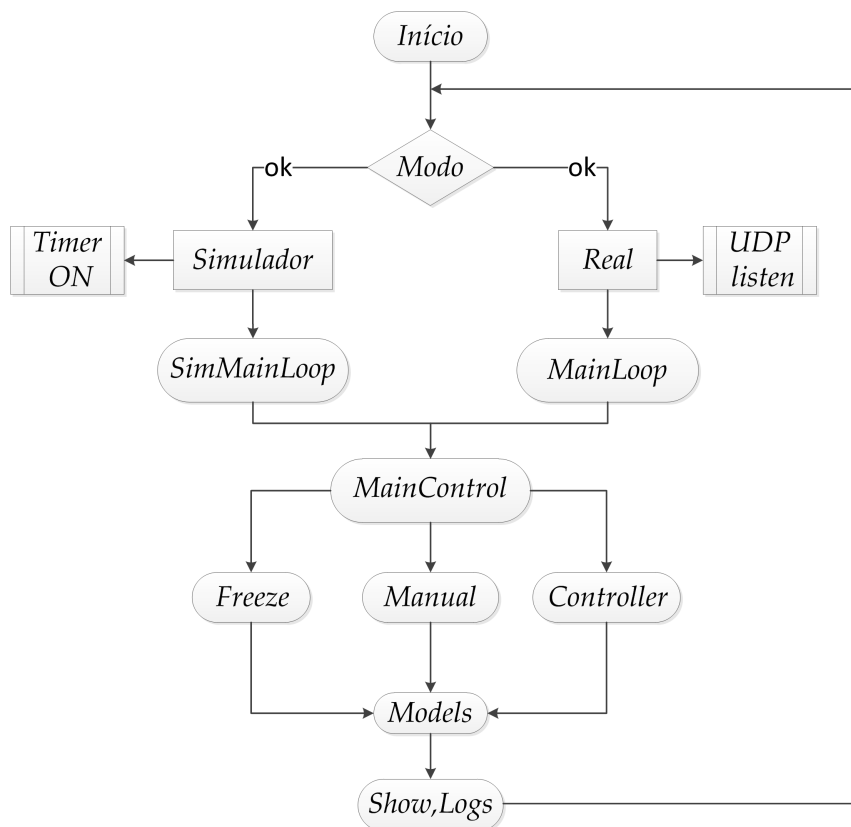 Início
ok
Modo
ok
Timer
ON
Simulador
Real
UDP
listen
SimMainLoop
MainLoop
MainControl
Freeze
Manual
Controller
Models
Show,Logs